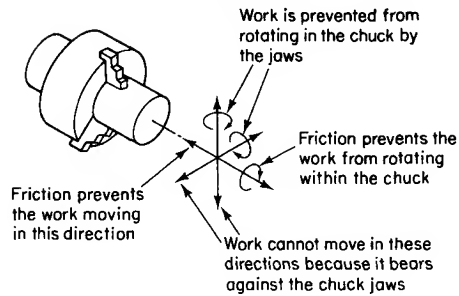 Work is prevented from
rotating in the chuck by
the jaws
Friction prevents the
work from rotating
within the chuck
Friction prevents
the work moving
in this direction
Work cannot move in these
directions because it bears
against the chuck jaws